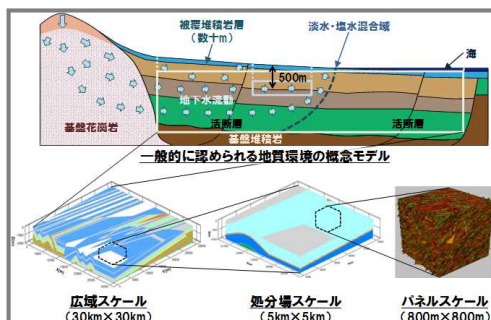 被覆堆積岩層
(数十m)
淡水・塩水混合域
海
500m
地下水流動
基盤花崗岩
活断層
活断層
基盤堆積岩
一般的に認められる地質環境の概念モデル
広域スケール
(30km×30km)
処分場スケール
(5km×5km)
パネルスケール
(800m×800m)